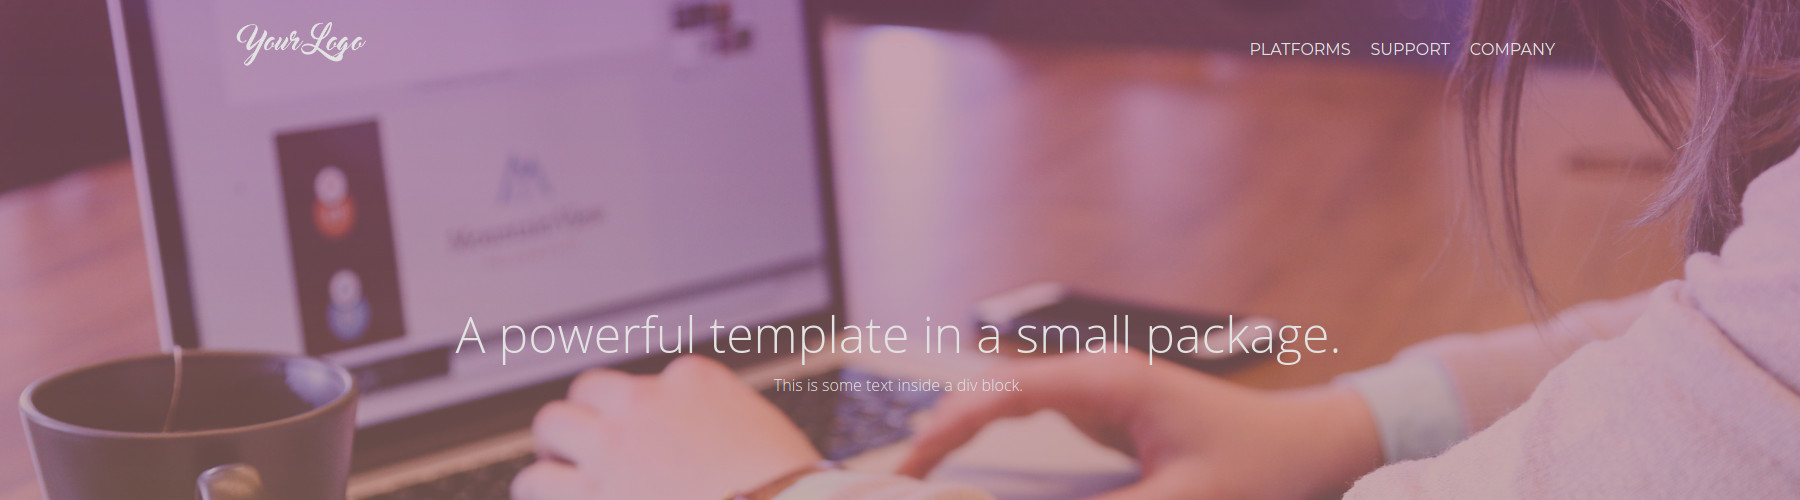 YourLogo
PLATFORMS SUPPORT COMPANY
A powerful template in a small package.
This is some text inside a div block.